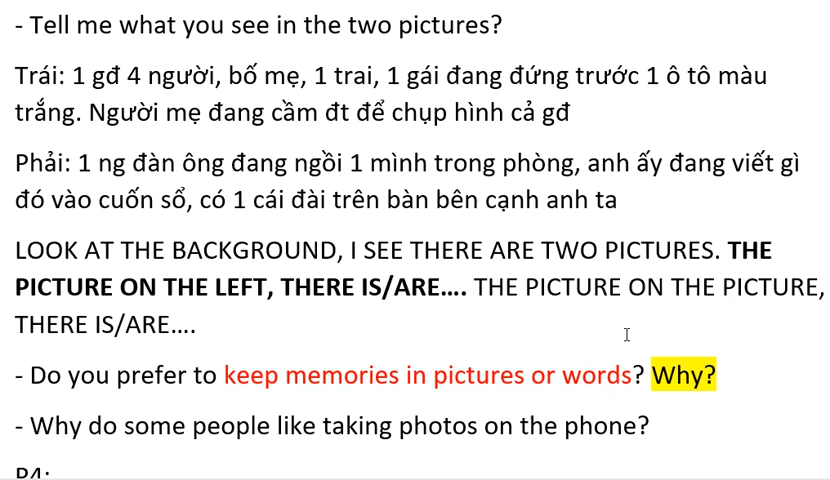 - Tell me what you see in the two pictures?
Trái: 1 gđ 4 người, bố mẹ, 1 trai, 1 gái đang đứng trước 1 ô tô màu
trắng. Người mẹ đang cầm đt để chụp hình cả gđ
Phải: 1 ng đàn ông đang ngồi 1 mình trong phòng, anh ấy đang viết gì
đó vào cuốn sổ, có 1 cái đài trên bàn bên cạnh anh ta
LOOK AT THE BACKGROUND, I SEE THERE ARE TWO PICTURES. THE
PICTURE ON THE LEFT, THERE IS/ARE.... THE PICTURE ON THE PICTURE,
THERE IS/ARE....
- Do you prefer to keep memories in pictures or words? Why?
- Why do some people like taking photos on the phone?
P4: